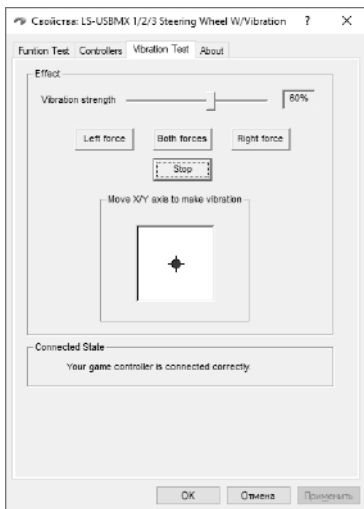 Свойства: LS-USBMX 1/2/3 Steering Wheel W/Vibration ? X
Funtion Test Controllers Vibration Test About
Effect
Vibration strength 60%
Left force Both forces Right force
Stop
Move X/Y axis to make vibration
Connected State
Your game controller is connected correctly.
OK Отмена Применить